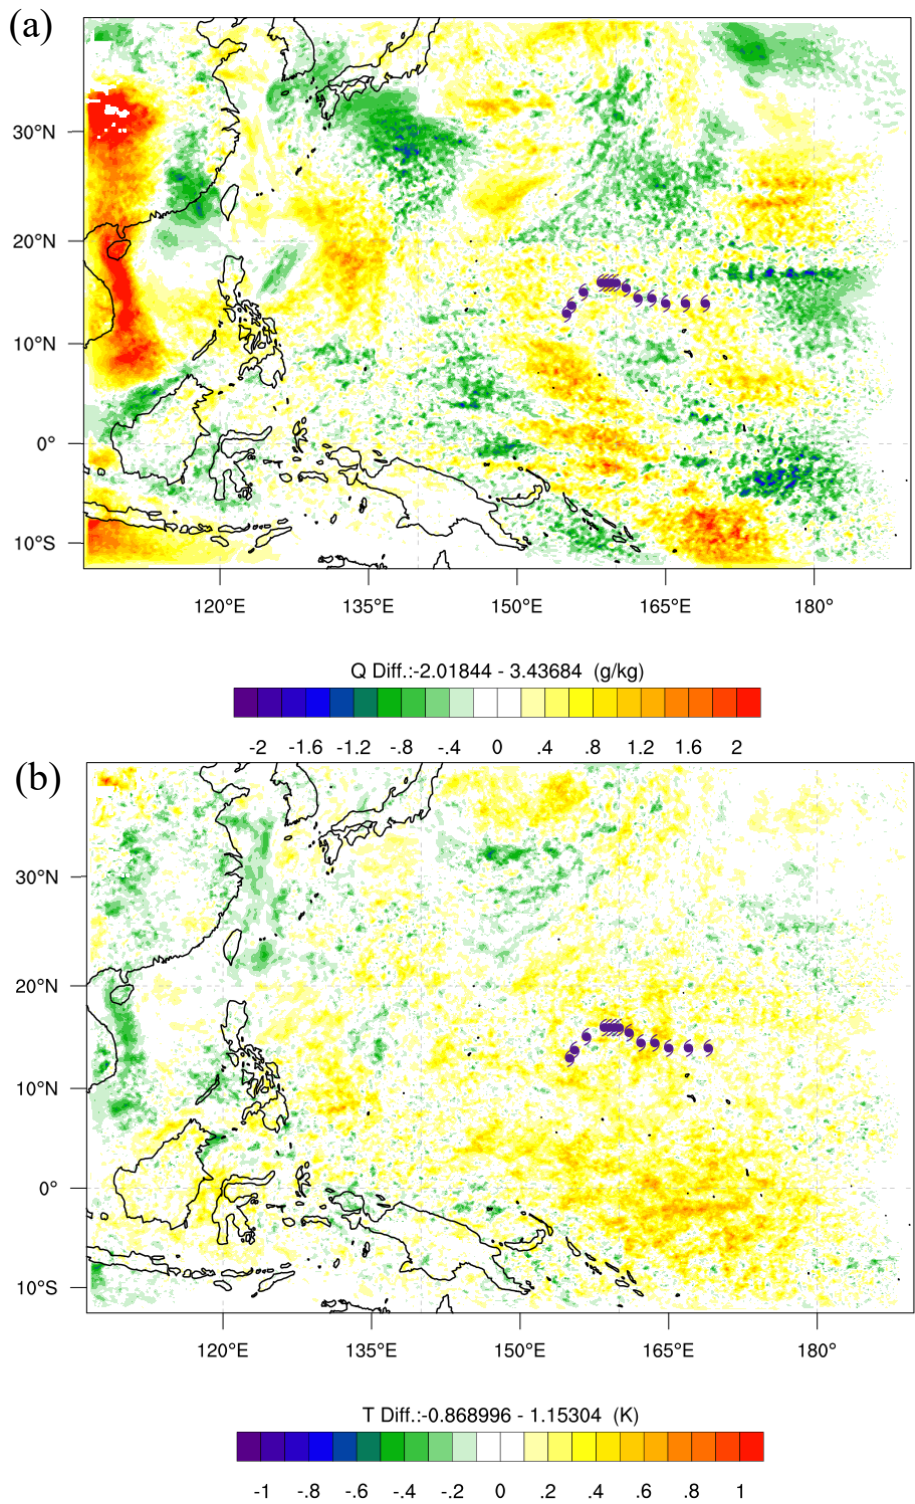 (a)
30°N
20°N
10°N
0°
10°S
120°E 135°E 150°E 165°E 180°
Q Diff.:-2.01844 - 3.43684 (g/kg)
-2 -1.6 -1.2 -.8 -.4 0 .4 .8 1.2 1.6 2
(b)
30°N
20°N
10°N
0°
10°S
120°E 135°E 150°E 165°E 180°
T Diff.:-0.868996 - 1.15304 (K)
-1 -.8 -.6 -.4 -.2 0 .2 .4 .6 .8 1